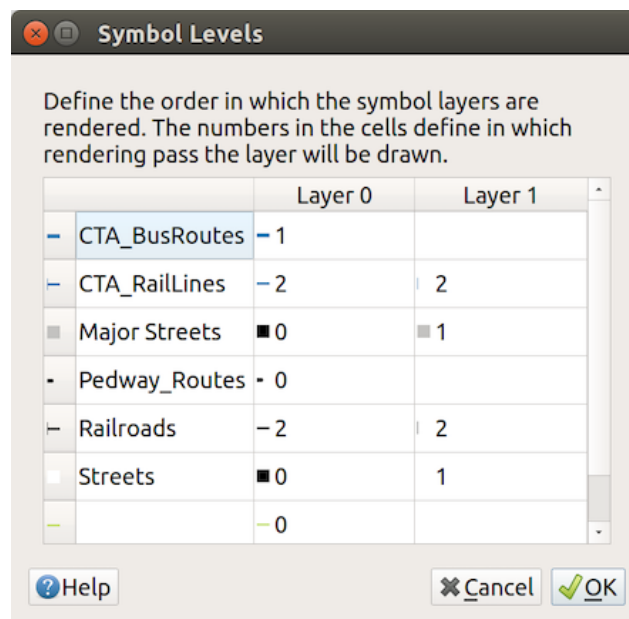 Symbol Levels
Define the order in which the symbol layers are
rendered. The numbers in the cells define in which
rendering pass the layer will be drawn.
Layer 0 Layer 1
CTA_BusRoutes 1
CTA_RailLines 2 2
Major Streets 0 1
Pedway_Routes 0
Railroads 2 2
Streets 0 1
0
Help Cancel OK